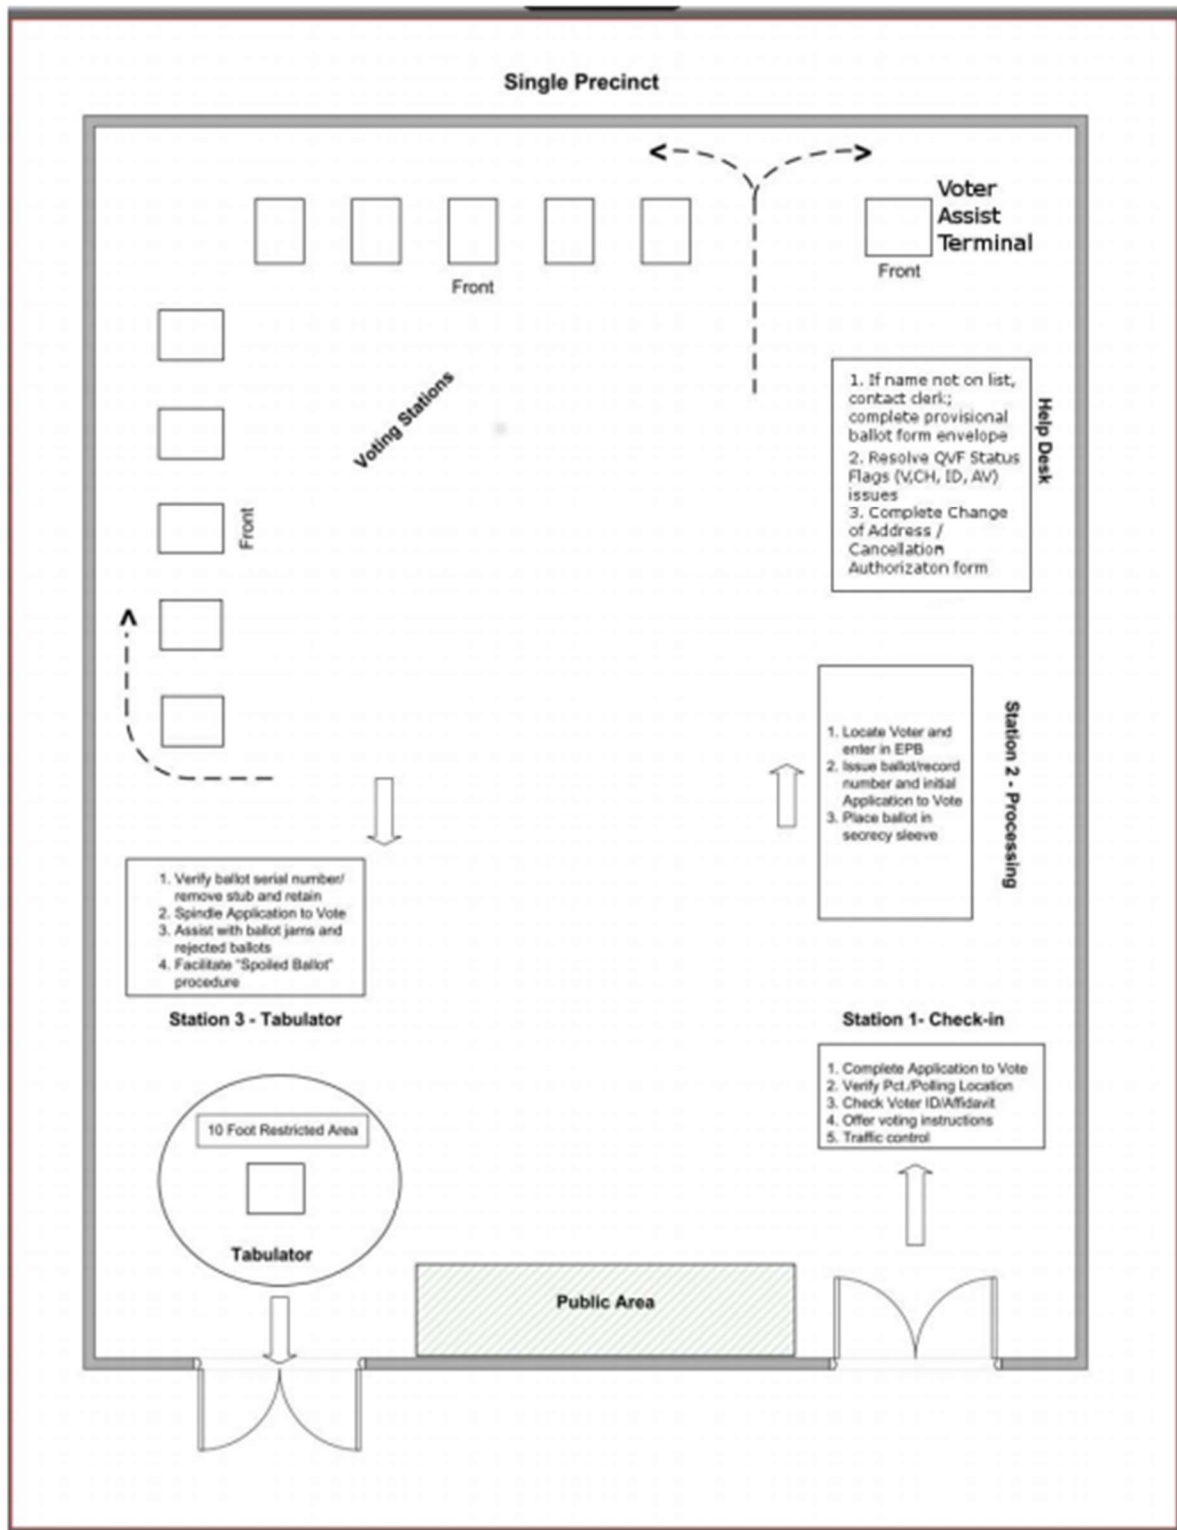 Single Precinct
Voter
Assist
Terminal
Front
Front
Voting Stations
Front
1. If name not on list,
contact clerk;
complete provisional
ballot form envelope
2. Resolve QVF Status
Flags (V,CH, ID, AV)
issues
3. Complete Change
of Address /
Cancellation
Authorizaton form
Help Desk
1. Locate Voter and
enter in EPB
2. Issue ballot/record
number and initial
Application to Vote
3. Place ballot in
secrecy sleeve
Station 2 - Processing
1. Verify ballot serial number/
remove stub and retain
2. Spindle Application to Vote
3. Assist with ballot jams and
rejected ballots
4. Facilitate "Spoiled Ballot"
procedure
Station 3 - Tabulator
Station 1- Check-in
1. Complete Application to Vote
2. Verify Pct./Polling Location
3. Check Voter ID/Affidavit
4. Offer voting instructions
5. Traffic control
10 Foot Restricted Area
Tabulator
Public Area